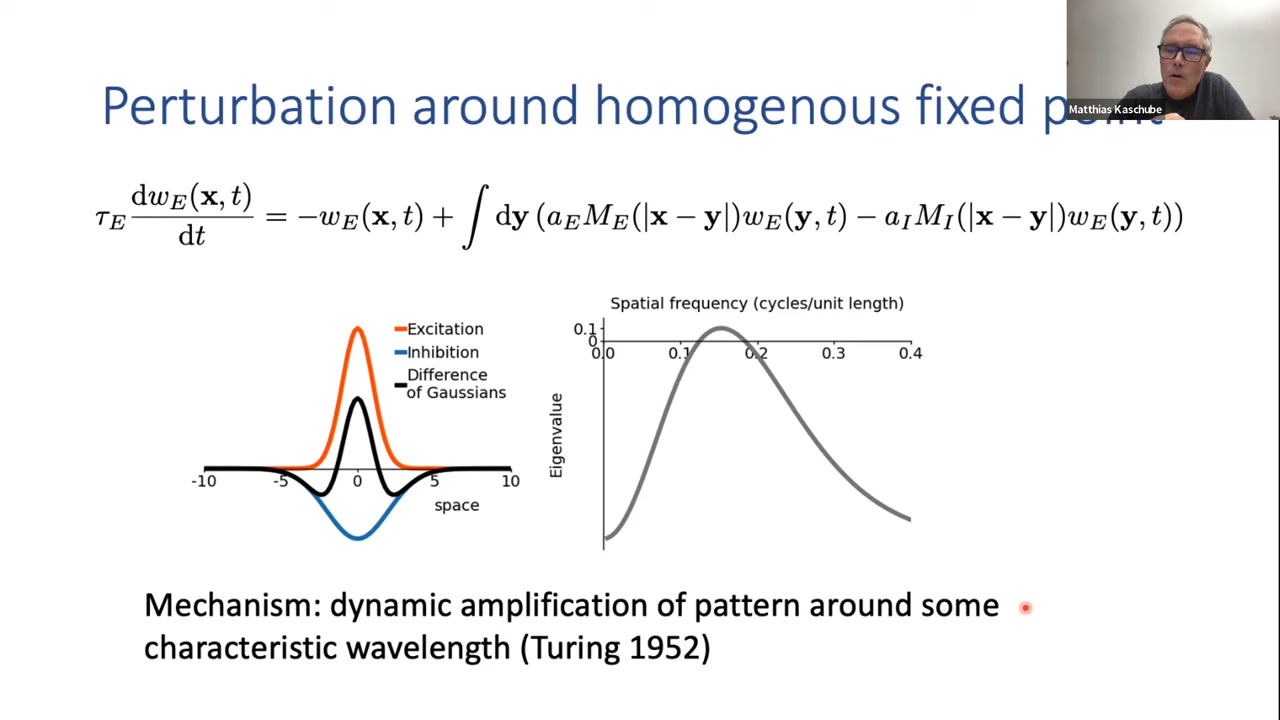 Perturbation around homogenous fixed point
Matthias Kaschube
τ_E dw_E(𝐱, t)/dt = −w_E(𝐱, t) + ∫ d𝐲 (a_E M_E(|𝐱 − 𝐲|)w_E(𝐲, t) − a_I M_I(|𝐱 − 𝐲|)w_E(𝐲, t))
Excitation
Inhibition
Difference
of Gaussians
-10 -5 0 5 10
space
Spatial frequency (cycles/unit length)
0.1
0
0.0 0.1 0.2 0.3 0.4
Eigenvalue
Mechanism: dynamic amplification of pattern around some
characteristic wavelength (Turing 1952)